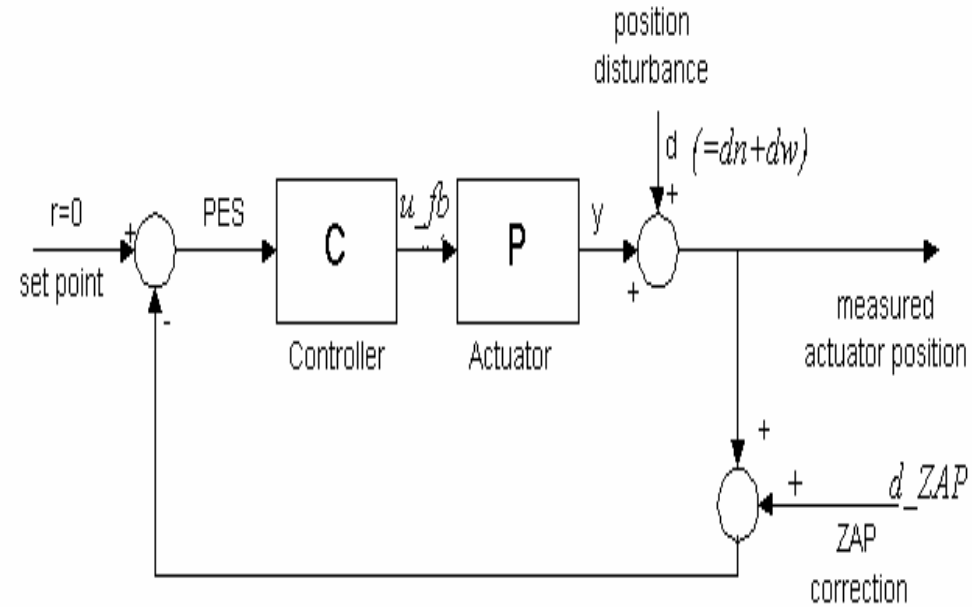 position
disturbance
d (=dn+dw)
+
r=0
+
PES
C
u_fb
P
y
+
set point
-
Controller
Actuator
measured
actuator position
+
+
d_ZAP
ZAP
correction